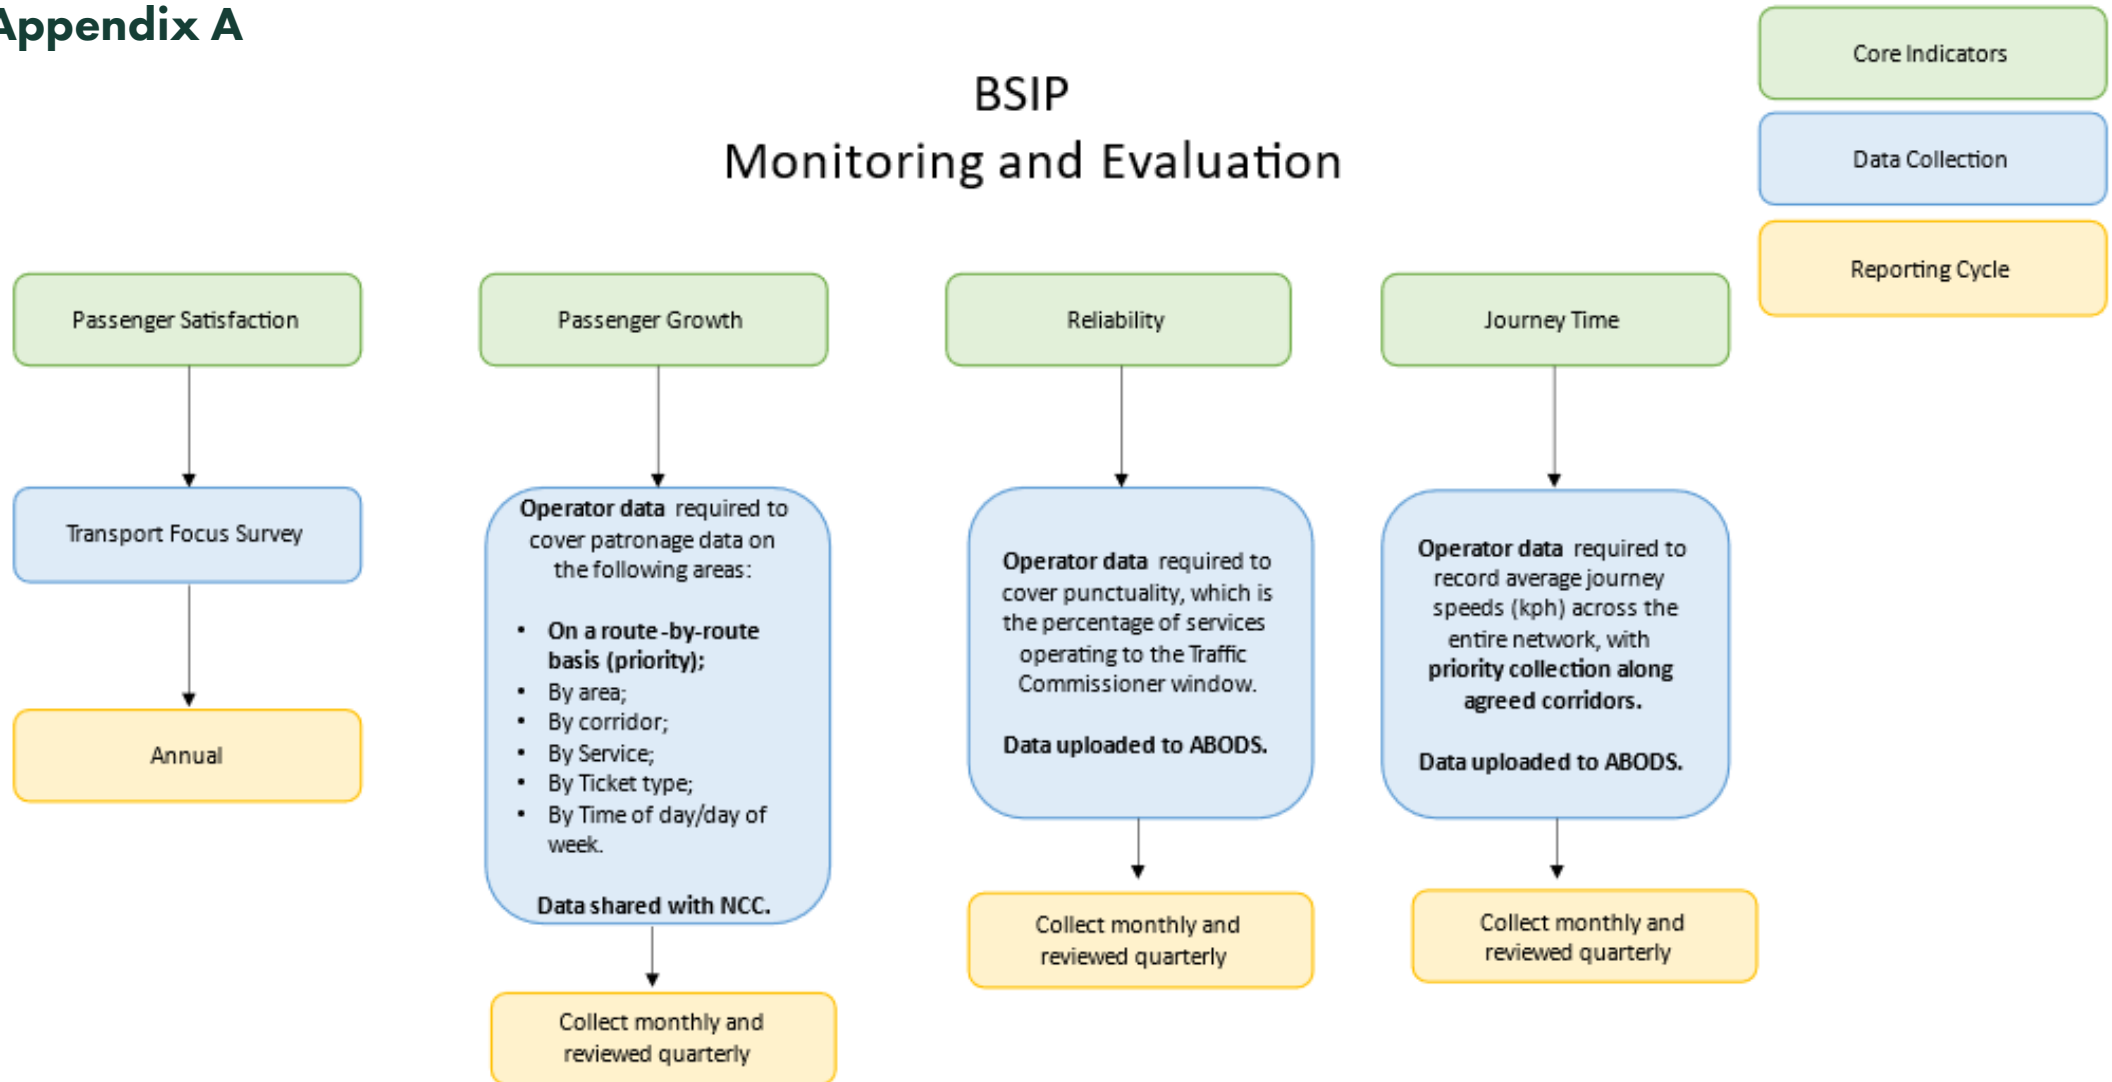 Appendix A
BSIP
Monitoring and Evaluation
Core Indicators
Data Collection
Reporting Cycle
Passenger Satisfaction
Transport Focus Survey
Annual
Passenger Growth
Operator data required to
cover patronage data on
the following areas:
• On a route-by-route
basis (priority);
• By area;
• By corridor;
• By Service;
• By Ticket type;
• By Time of day/day of
week.
Data shared with NCC.
Collect monthly and
reviewed quarterly
Reliability
Operator data required to
cover punctuality, which is
the percentage of services
operating to the Traffic
Commissioner window.
Data uploaded to ABODS.
Collect monthly and
reviewed quarterly
Journey Time
Operator data required to
record average journey
speeds (kph) across the
entire network, with
priority collection along
agreed corridors.
Data uploaded to ABODS.
Collect monthly and
reviewed quarterly